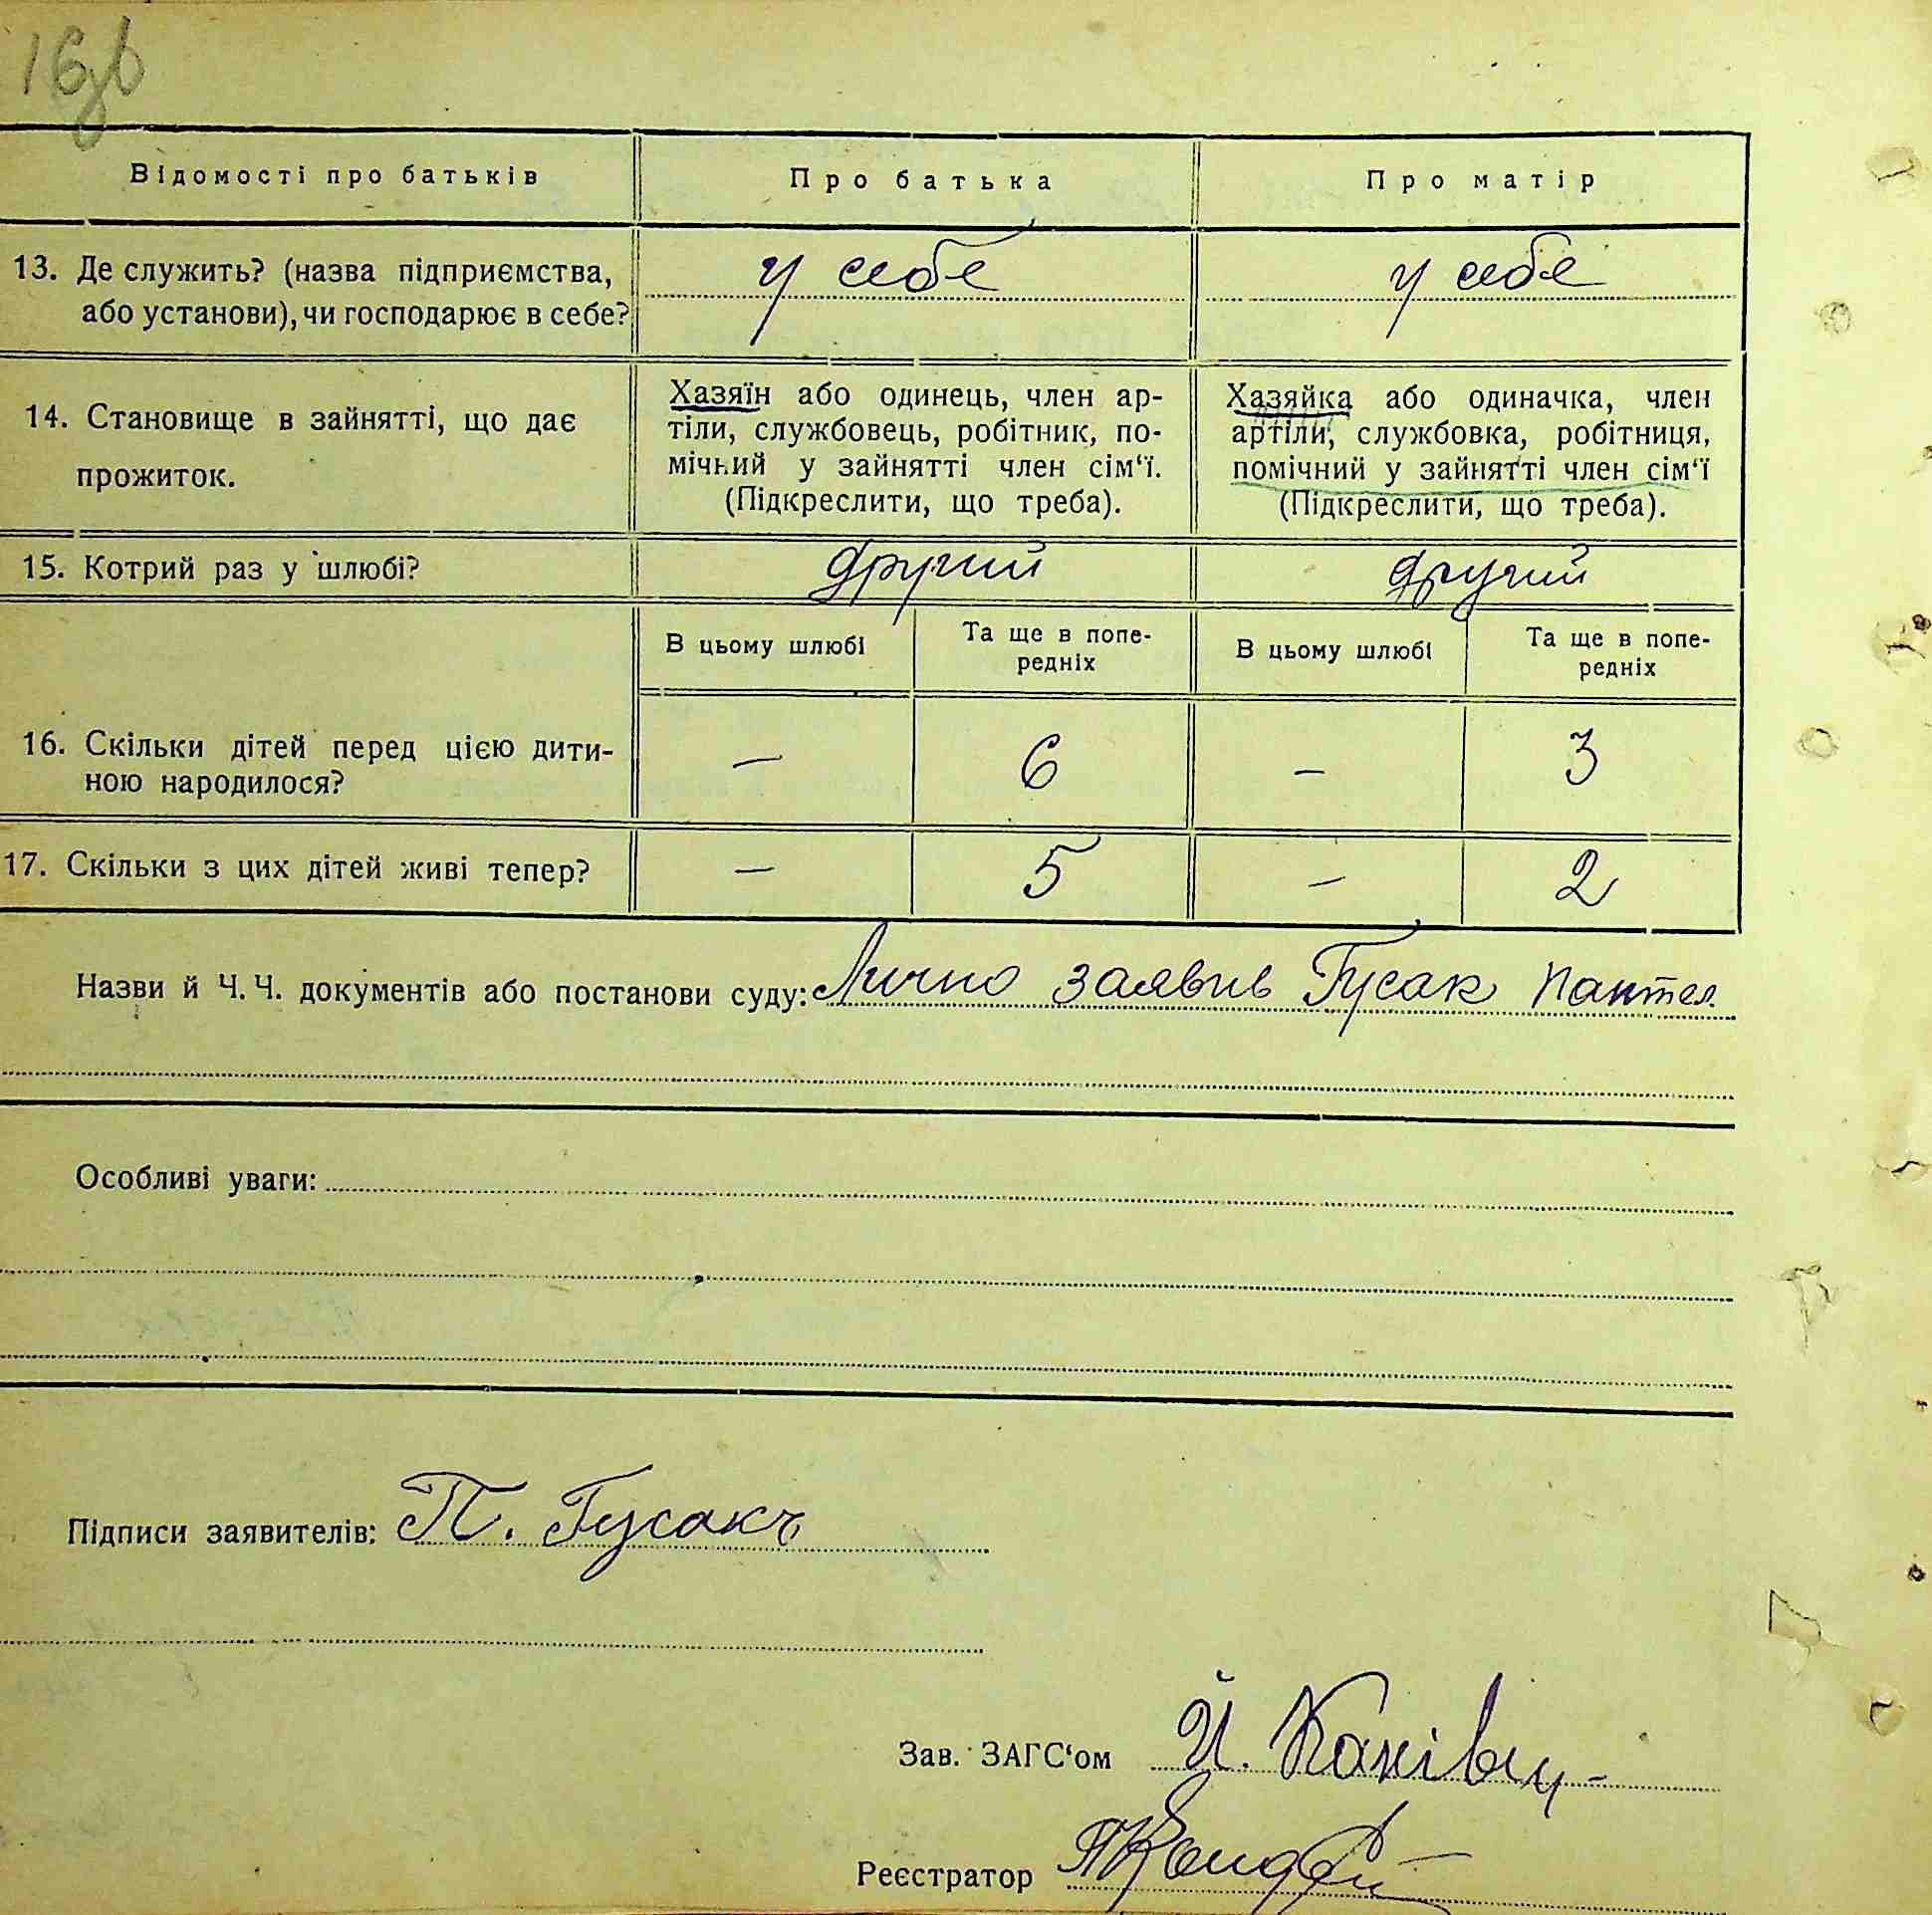 16
Відомості про батьків
Про батька
Про матір
13. Де служить? (назва підприємства,
або установи), чи господарює в себе?
у себе
у себе
14. Становище в зайнятті, що дає
прожиток.
Хазяїн або одинець, член ар-
тіли, службовець, робітник, по-
мічний у зайнятті член сім‘ї.
(Підкреслити, що треба).
Хазяйка або одиначка, член
артіли, службовка, робітниця,
помічний у зайнятті член сім‘ї
(Підкреслити, що треба).
15. Котрий раз у шлюбі?
другий
другий
В цьому шлюбі
Та ще в попе-
редніх
В цьому шлюбі
Та ще в попе-
редніх
16. Скільки дітей перед цією дити-
ною народилося?
—
6
—
3
17. Скільки з цих дітей живі тепер?
—
5
—
2
Назви й Ч. Ч. документів або постанови суду: Лично заявив Гусак Пантел.
Особливі уваги:
Підписи заявителів: П. Гусакъ
Зав. ЗАГС‘ом Й. Канівец
Реєстратор